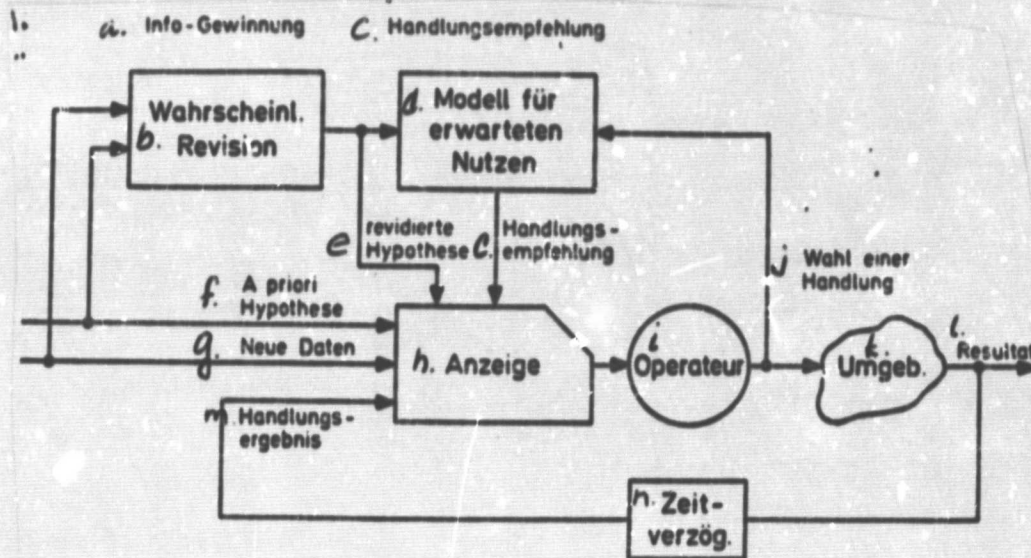 1. a. Info-Gewinnung C. Handlungsempfehlung
Wahrscheinl.
b. Revision
d. Modell für
erwarteten
Nutzen
e revidierte
Hypothese
C. Handlungs-
empfehlung
j Wahl einer
Handlung
f. A priori
Hypothese
g. Neue Daten
h. Anzeige
i
Operateur
k.
Umgeb.
l.
Resultat
m. Handlungs-
ergebnis
n. Zeit-
verzög.